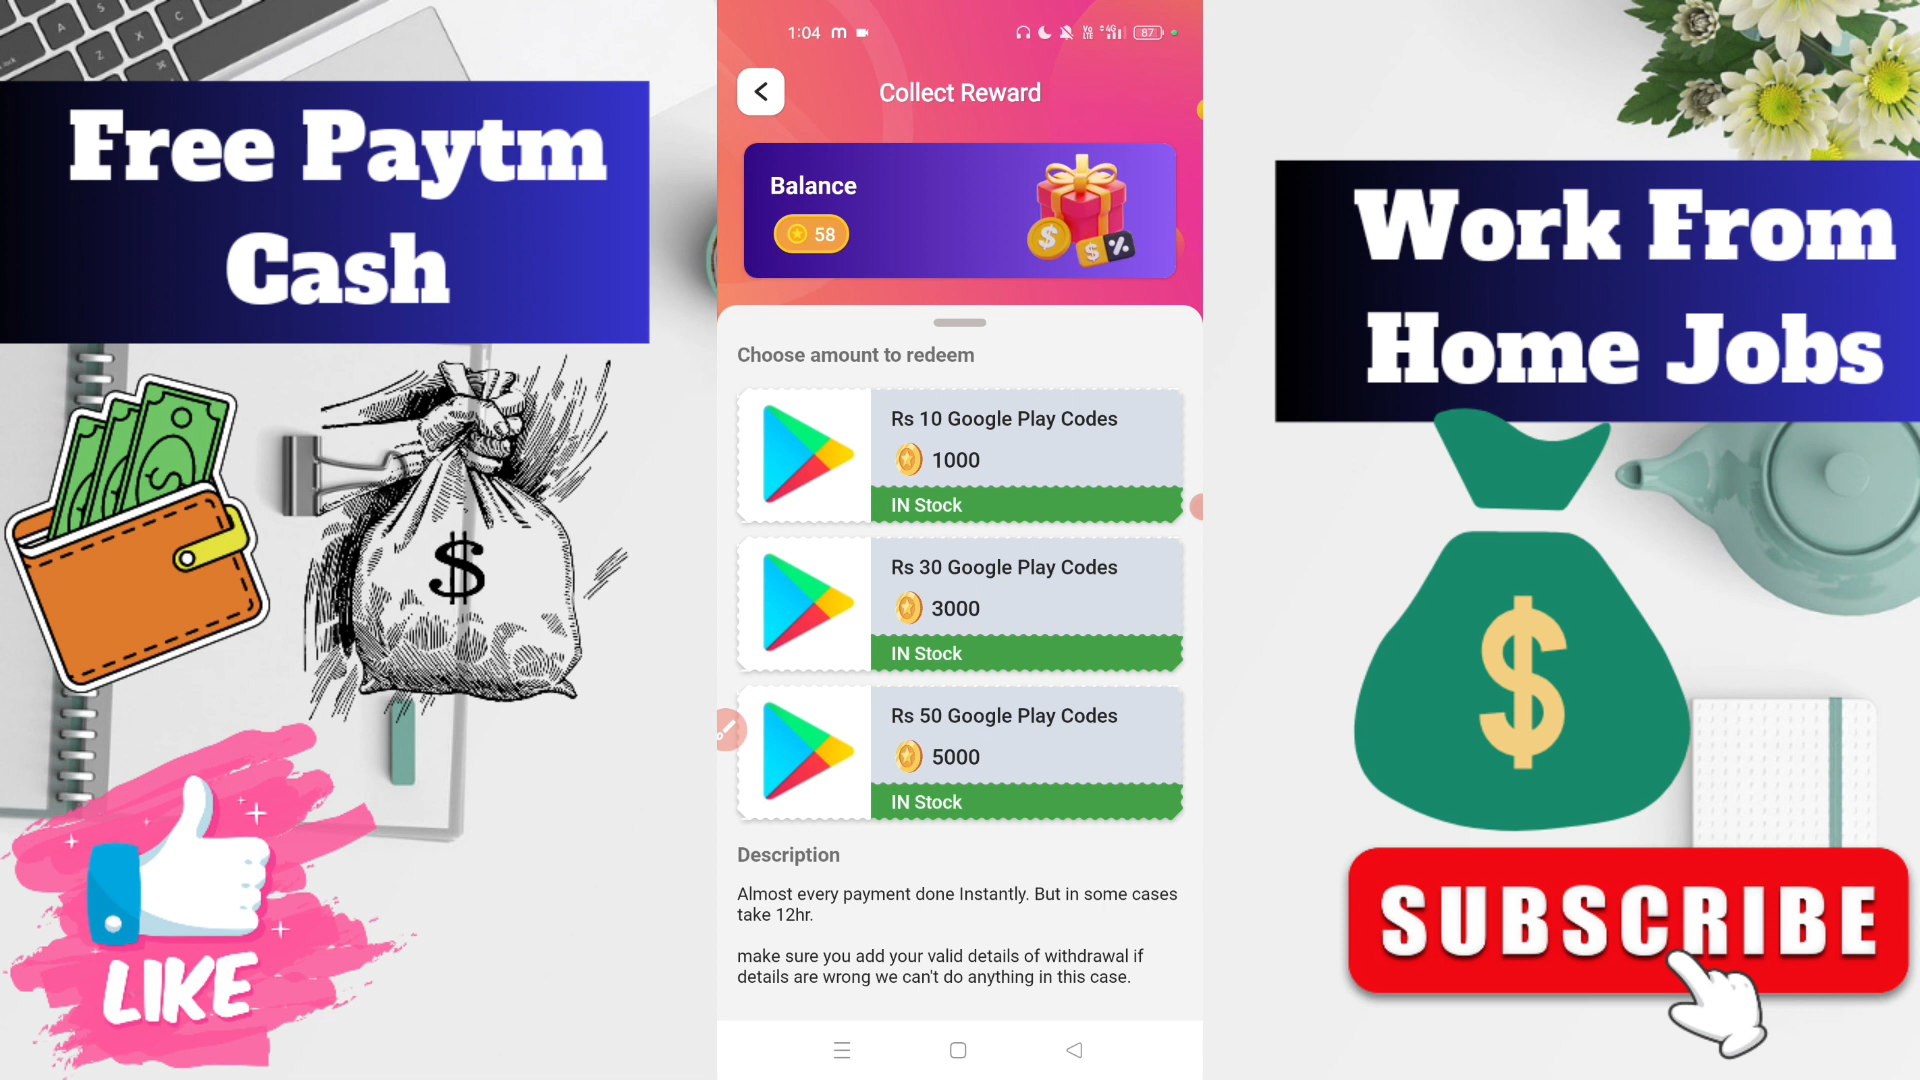 Free Paytm
Cash
LIKE
1:04
87
Collect Reward
Balance
58
Choose amount to redeem
Rs 10 Google Play Codes
1000
IN Stock
Rs 30 Google Play Codes
3000
IN Stock
Rs 50 Google Play Codes
5000
IN Stock
Description
Almost every payment done Instantly. But in some cases
take 12hr.
make sure you add your valid details of withdrawal if
details are wrong we can't do anything in this case.
Work From
Home Jobs
SUBSCRIBE